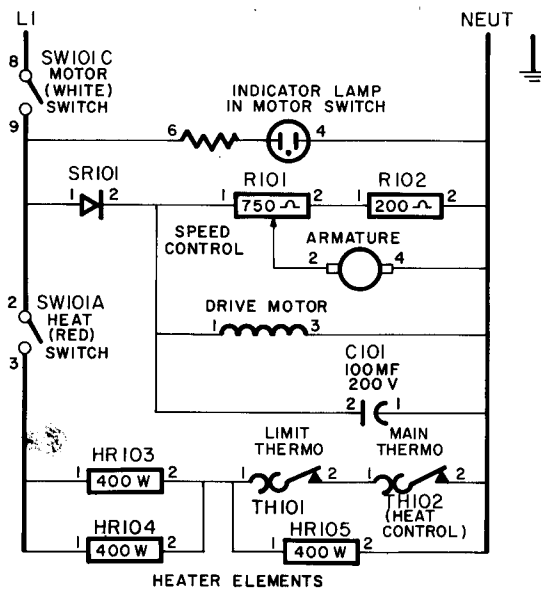 L1 NEUT
8 SW101C
MOTOR
(WHITE)
SWITCH
9
INDICATOR LAMP
IN MOTOR SWITCH
6 4
SR101
1 2
R101
1 750 Ω 2
R102
1 200 Ω 2
SPEED
CONTROL
ARMATURE
2 4
2 SW101A
HEAT
(RED)
3 SWITCH
DRIVE MOTOR
1 3
C101
100MF
200 V
2 1
HR103
1 400 W 2
LIMIT
THERMO
1 2
TH101
MAIN
THERMO
1 2
TH102
(HEAT
CONTROL)
HR104
1 400 W 2
HR105
1 400 W 2
HEATER ELEMENTS